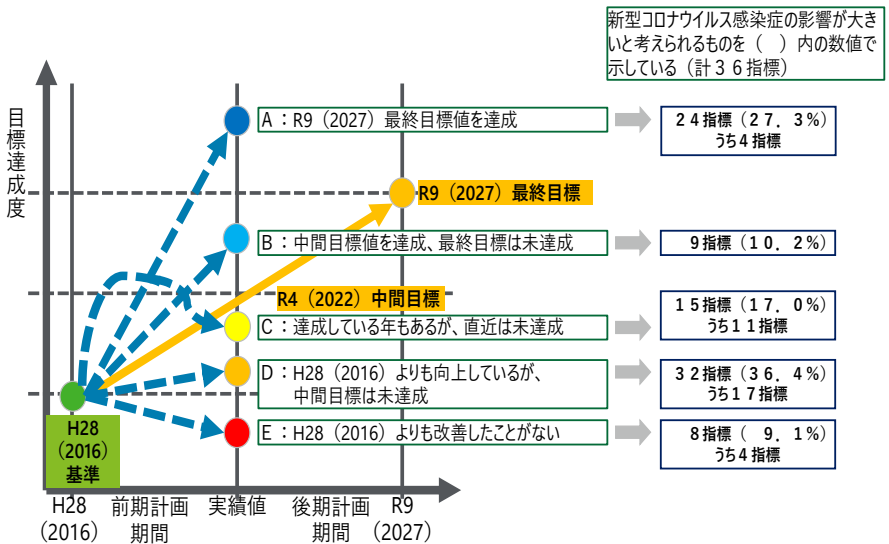 新型コロナウイルス感染症の影響が大き
いと考えられるものを（　）内の数値で
示している（計３６指標）
目標達成度
A：R9（2027）最終目標値を達成
２４指標（２７．３％）
うち４指標
R9（2027）最終目標
B：中間目標値を達成、最終目標は未達成
９指標（１０．２％）
R4（2022）中間目標
C：達成している年もあるが、直近は未達成
１５指標（１７．０％）
うち１１指標
D：H28（2016）よりも向上しているが、
中間目標は未達成
３２指標（３６．４％）
うち１７指標
E：H28（2016）よりも改善したことがない
８指標（　９．１％）
うち４指標
H28
（2016）
基準
H28
（2016）
前期計画
期間
実績値
後期計画
期間
R9
（2027）